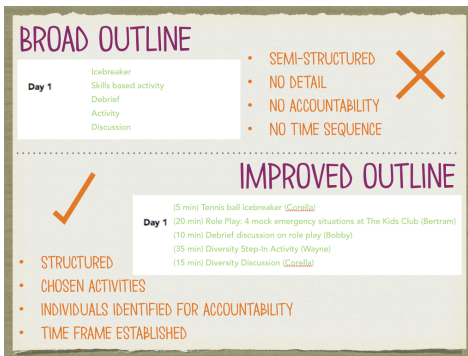 BROAD OUTLINE
Day 1
Icebreaker
Skills based activity
Debrief
Activity
Discussion
• SEMI-STRUCTURED
• NO DETAIL
• NO ACCOUNTABILITY
• NO TIME SEQUENCE
IMPROVED OUTLINE
Day 1
(5 min) Tennis ball icebreaker (Corella)
(20 min) Role Play: 4 mock emergency situations at The Kids Club (Bertram)
(10 min) Debrief discussion on role play (Bobby)
(35 min) Diversity Step-In Activity (Wayne)
(15 min) Diversity Discussion (Corella)
• STRUCTURED
• CHOSEN ACTIVITIES
• INDIVIDUALS IDENTIFIED FOR ACCOUNTABILITY
• TIME FRAME ESTABLISHED